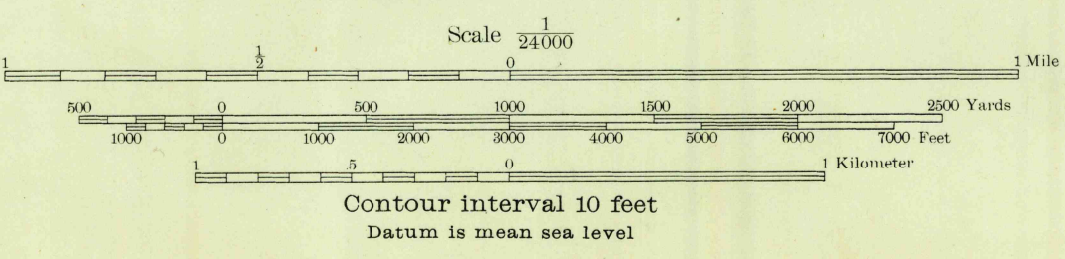 Scale 1/24000
1 1/2 0 1 Mile
500 0 500 1000 1500 2000 2500 Yards
1000 0 1000 2000 3000 4000 5000 6000 7000 Feet
1 .5 0 1 Kilometer
Contour interval 10 feet
Datum is mean sea level